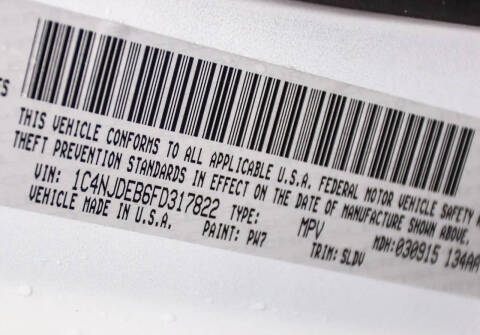 ES
THIS VEHICLE CONFORMS TO ALL APPLICABLE U.S.A. FEDERAL MOTOR VEHICLE SAFETY
THEFT PREVENTION STANDARDS IN EFFECT ON THE DATE OF MANUFACTURE SHOWN ABOVE.
VIN: 1C4NJDEB6FD317822 TYPE: MPV MDH:030915 134AA
VEHICLE MADE IN U.S.A. PAINT: PW7 TRIM:SLDV